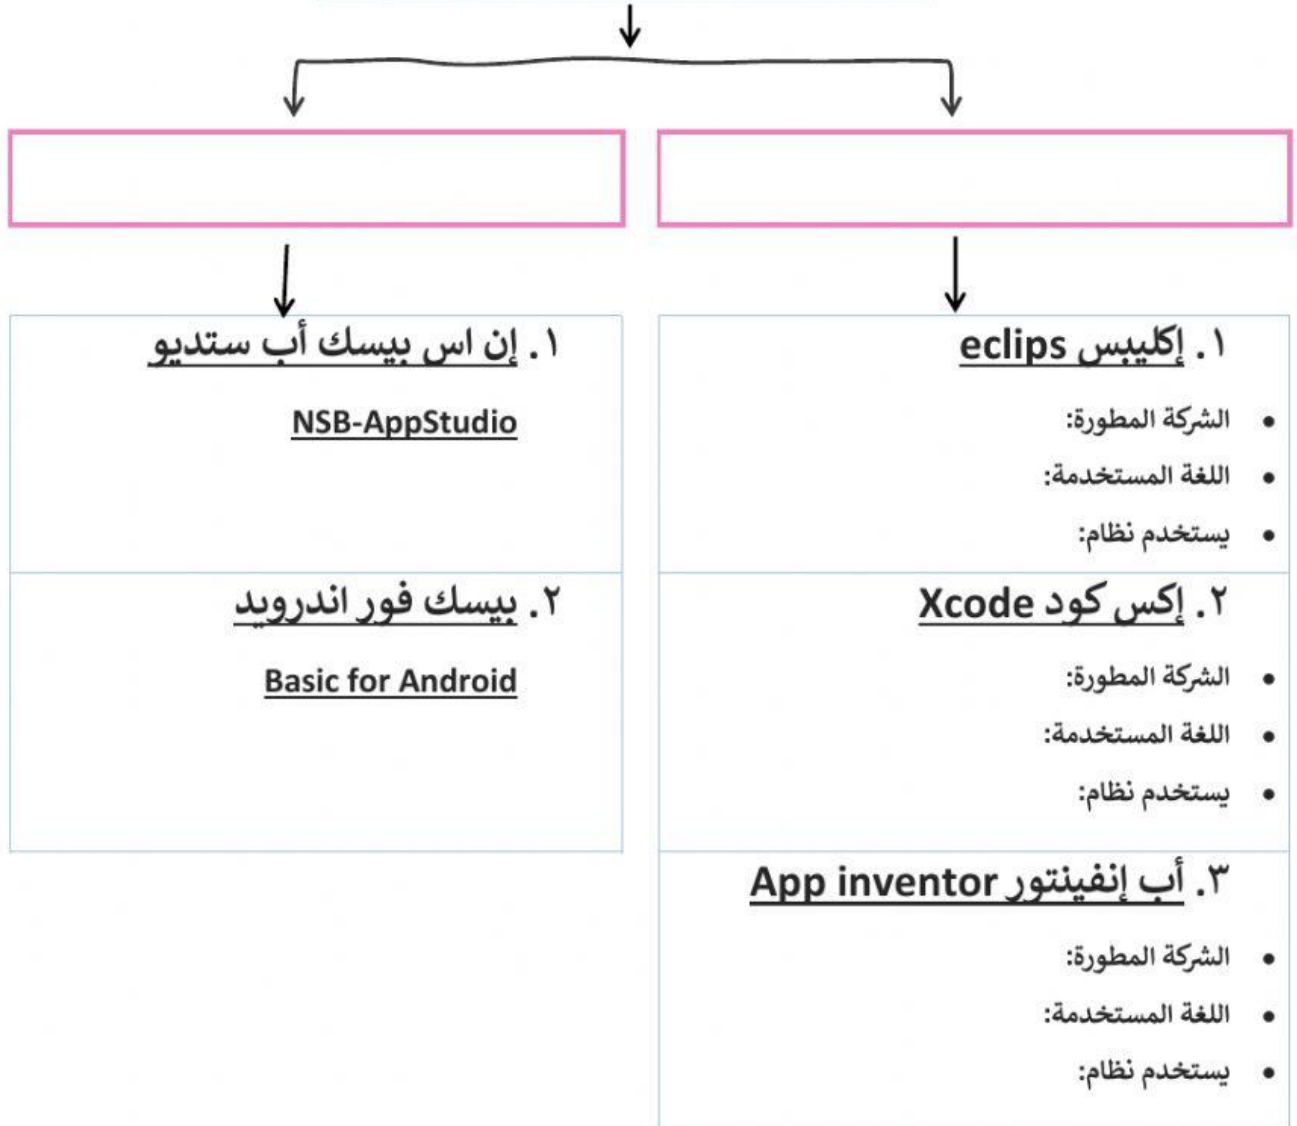 ١. إكليبس eclips
• الشركة المطورة:
• اللغة المستخدمة:
• يستخدم نظام:
٢. إكس كود Xcode
• الشركة المطورة:
• اللغة المستخدمة:
• يستخدم نظام:
٣. أب إنفينتور App inventor
• الشركة المطورة:
• اللغة المستخدمة:
• يستخدم نظام:
١. إن اس بيسك أب ستديو
NSB-AppStudio
٢. بيسك فور اندرويد
Basic for Android